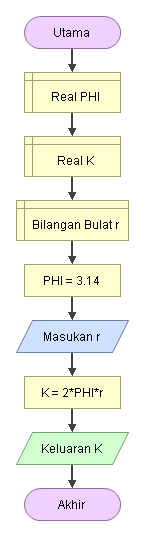 Utama
Real PHI
Real K
Bilangan Bulat r
PHI = 3.14
Masukan r
K = 2*PHI*r
Keluaran K
Akhir